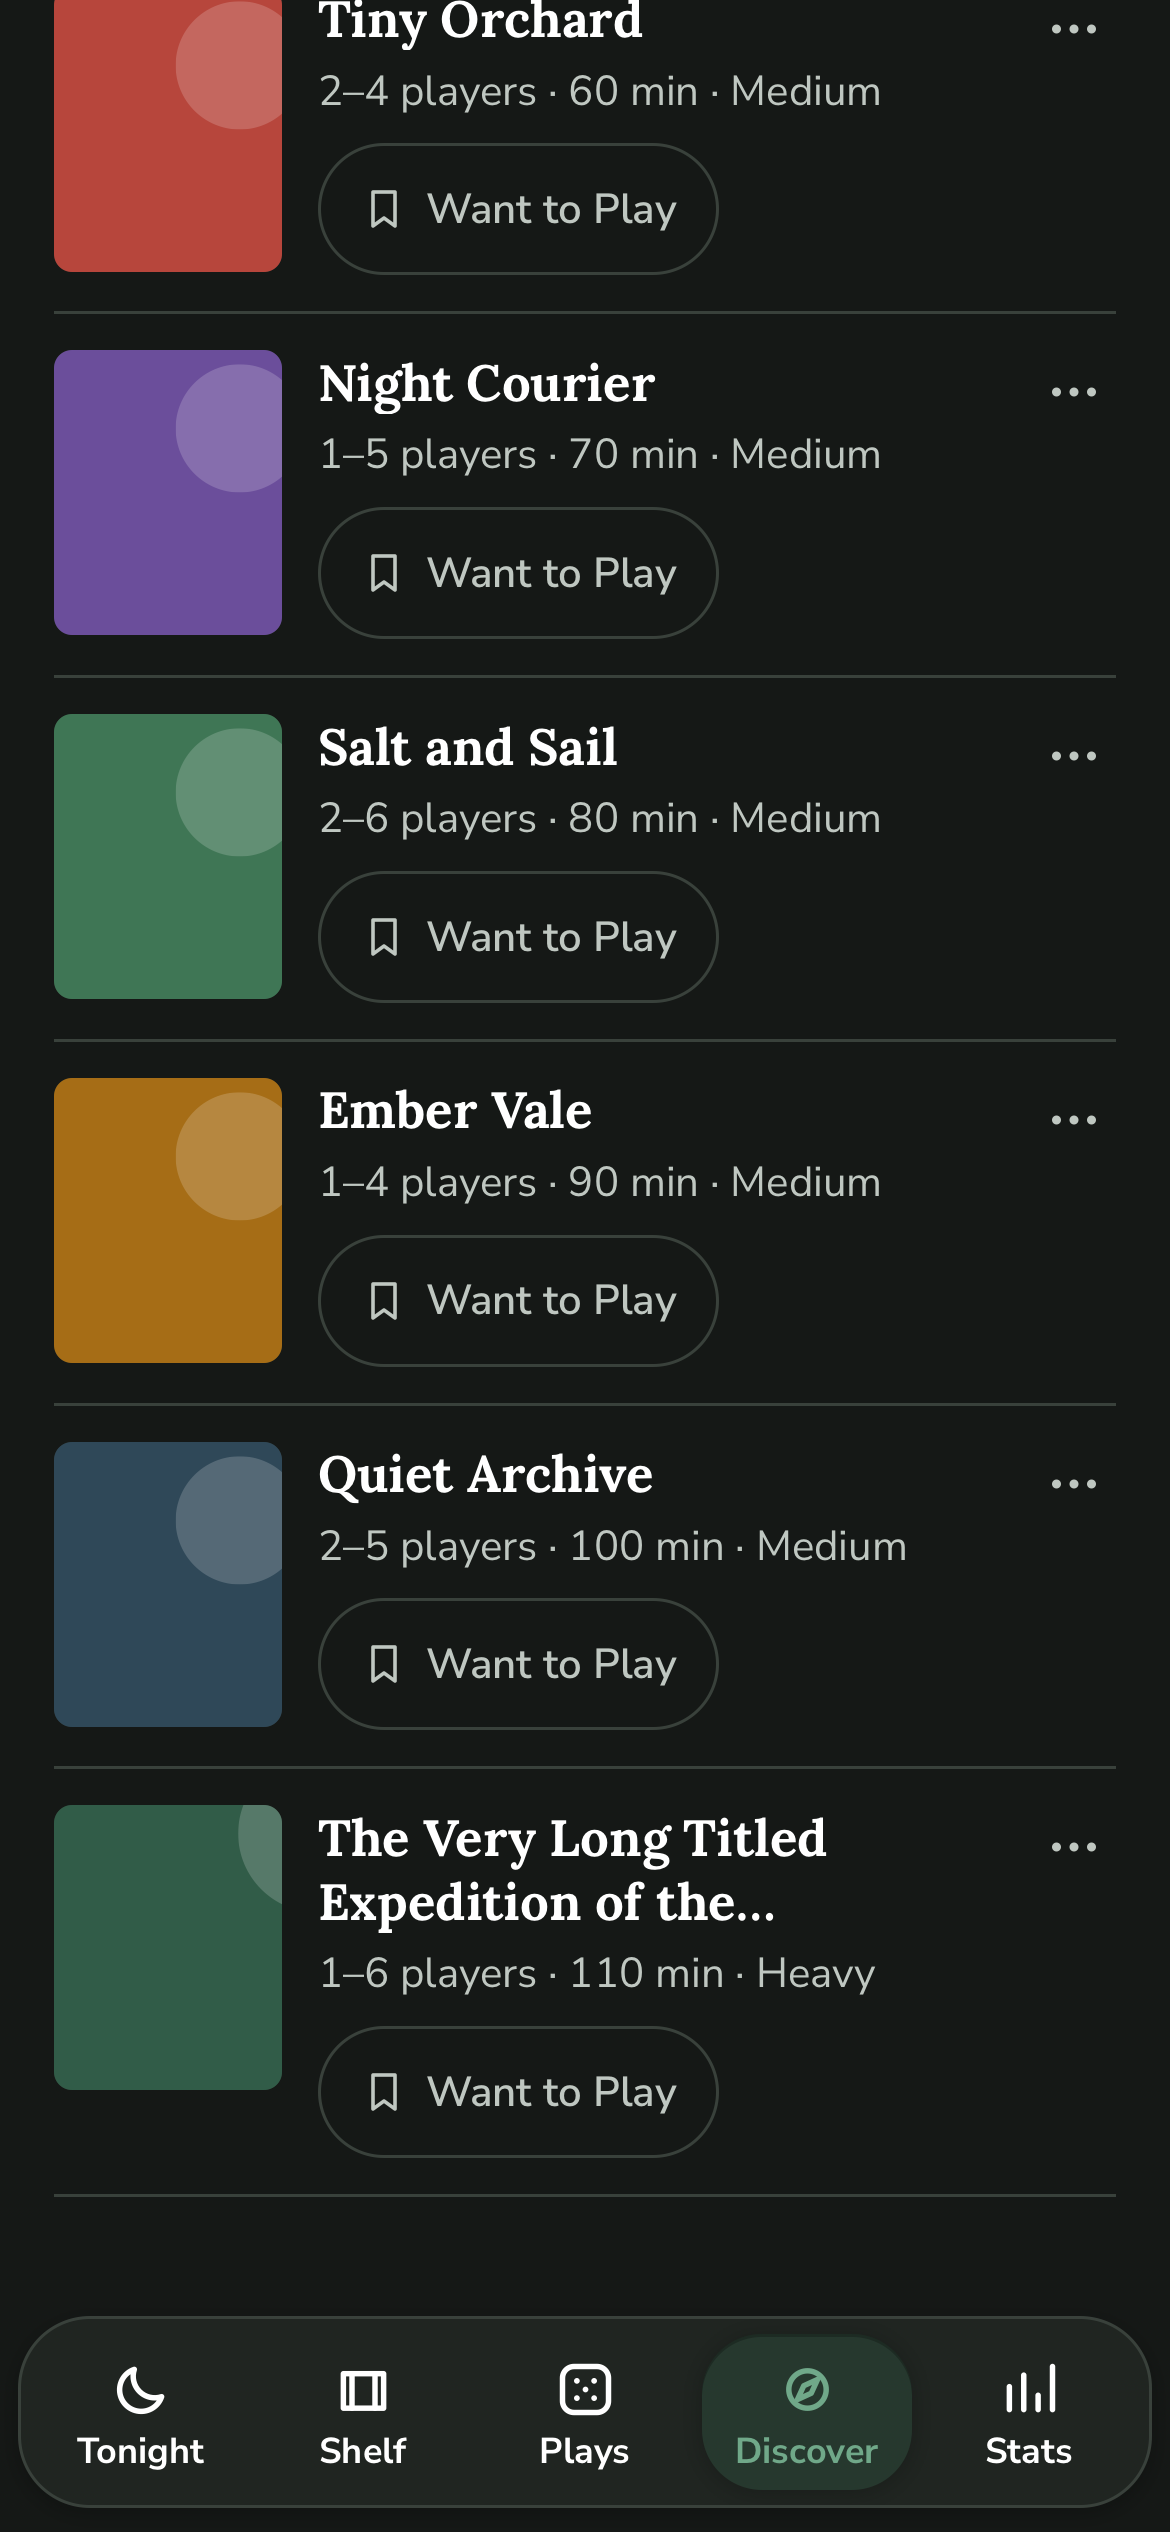 Tiny Orchard
2–4 players · 60 min · Medium
Want to Play
Night Courier
1–5 players · 70 min · Medium
Want to Play
Salt and Sail
2–6 players · 80 min · Medium
Want to Play
Ember Vale
1–4 players · 90 min · Medium
Want to Play
Quiet Archive
2–5 players · 100 min · Medium
Want to Play
The Very Long Titled
Expedition of the...
1–6 players · 110 min · Heavy
Want to Play
Tonight
Shelf
Plays
Discover
Stats